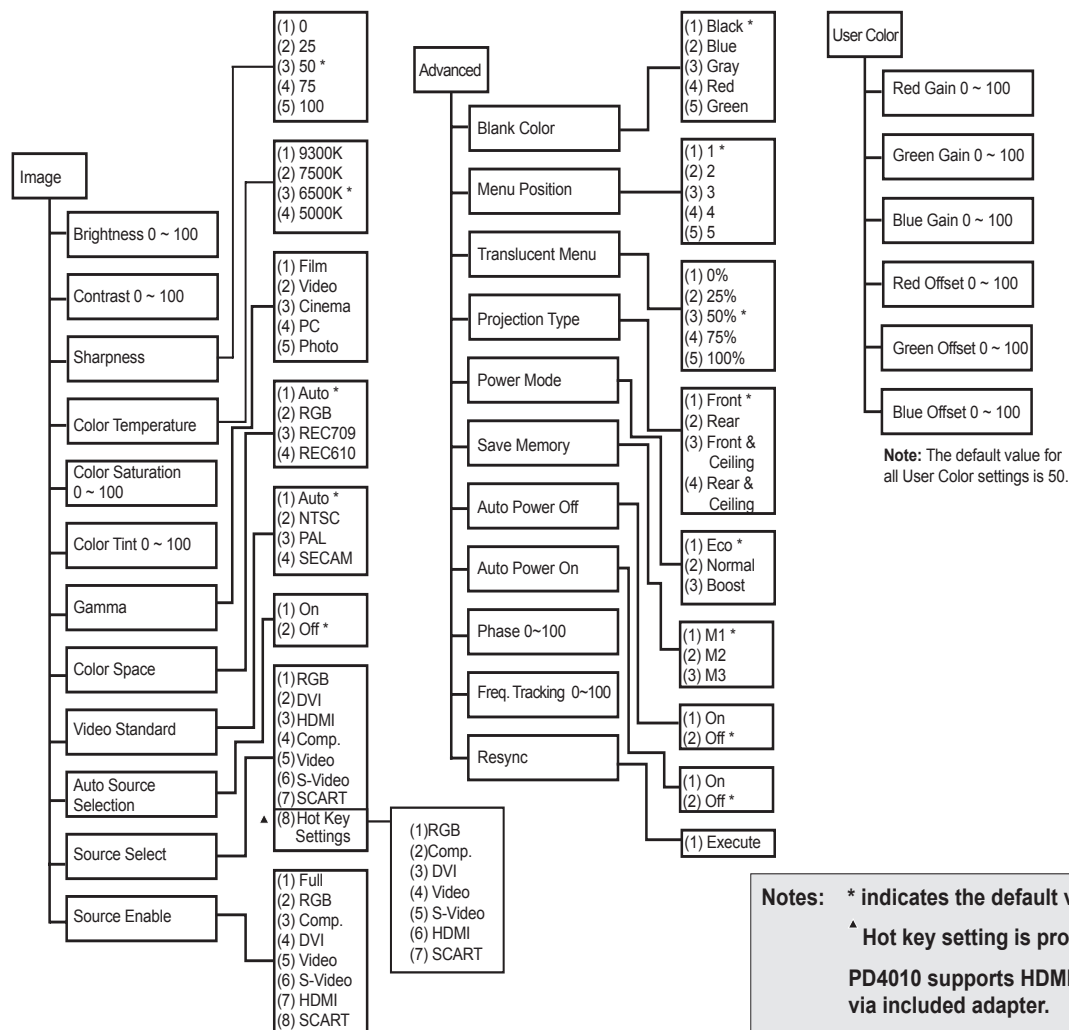 Image
Brightness 0 ~ 100
Contrast 0 ~ 100
Sharpness
Color Temperature
Color Saturation
0 ~ 100
Color Tint 0 ~ 100
Gamma
Color Space
Video Standard
Auto Source
Selection
Source Select
Source Enable
(1) 0
(2) 25
(3) 50 *
(4) 75
(5) 100
(1) 9300K
(2) 7500K
(3) 6500K *
(4) 5000K
(1) Film
(2) Video
(3) Cinema
(4) PC
(5) Photo
(1) Auto *
(2) RGB
(3) REC709
(4) REC610
(1) Auto *
(2) NTSC
(3) PAL
(4) SECAM
(1) On
(2) Off *
(1)RGB
(2)DVI
(3)HDMI
(4)Comp.
(5)Video
(6)S-Video
(7)SCART
▲ (8)Hot Key
Settings
(1) Full
(2) RGB
(3) Comp.
(4) DVI
(5) Video
(6) S-Video
(7) HDMI
(8) SCART
(1)RGB
(2)Comp.
(3) DVI
(4) Video
(5) S-Video
(6) HDMI
(7) SCART
Advanced
Blank Color
Menu Position
Translucent Menu
Projection Type
Power Mode
Save Memory
Auto Power Off
Auto Power On
Phase 0~100
Freq. Tracking 0~100
Resync
(1) Black *
(2) Blue
(3) Gray
(4) Red
(5) Green
(1) 1 *
(2) 2
(3) 3
(4) 4
(5) 5
(1) 0%
(2) 25%
(3) 50% *
(4) 75%
(5) 100%
(1) Front *
(2) Rear
(3) Front &
Ceiling
(4) Rear &
Ceiling
(1) Eco *
(2) Normal
(3) Boost
(1) M1 *
(2) M2
(3) M3
(1) On
(2) Off *
(1) On
(2) Off *
(1) Execute
User Color
Red Gain 0 ~ 100
Green Gain 0 ~ 100
Blue Gain 0 ~ 100
Red Offset 0 ~ 100
Green Offset 0 ~ 100
Blue Offset 0 ~ 100
Note: The default value for
all User Color settings is 50.
Notes: * indicates the default
▲ Hot key setting is
PD4010 supports HDMI
via included adapter.